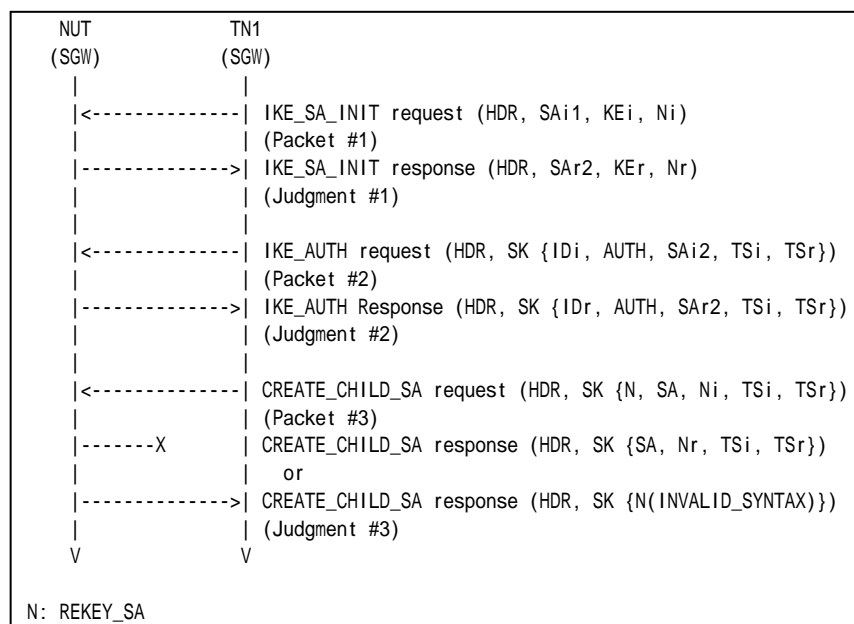 NUT TN1
(SGW) (SGW)
| |
|<--------------| IKE_SA_INIT request (HDR, SAi1, KEi, Ni)
| | (Packet #1)
|-------------->| IKE_SA_INIT response (HDR, SAr2, KEr, Nr)
| | (Judgment #1)
| |
|<--------------| IKE_AUTH request (HDR, SK {IDi, AUTH, SAi2, TSi, TSr})
| | (Packet #2)
|-------------->| IKE_AUTH Response (HDR, SK {IDr, AUTH, SAr2, TSi, TSr})
| | (Judgment #2)
| |
|<--------------| CREATE_CHILD_SA request (HDR, SK {N, SA, Ni, TSi, TSr})
| | (Packet #3)
|-------X | CREATE_CHILD_SA response (HDR, SK {SA, Nr, TSi, TSr})
| | or
|-------------->| CREATE_CHILD_SA response (HDR, SK {N(INVALID_SYNTAX)})
| | (Judgment #3)
V V
N: REKEY_SA